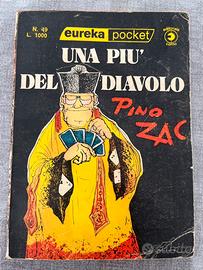 N. 49
L. 1000
eureka pocket
UNA PIU'
DEL DIAVOLO
PINO
ZAC
subito